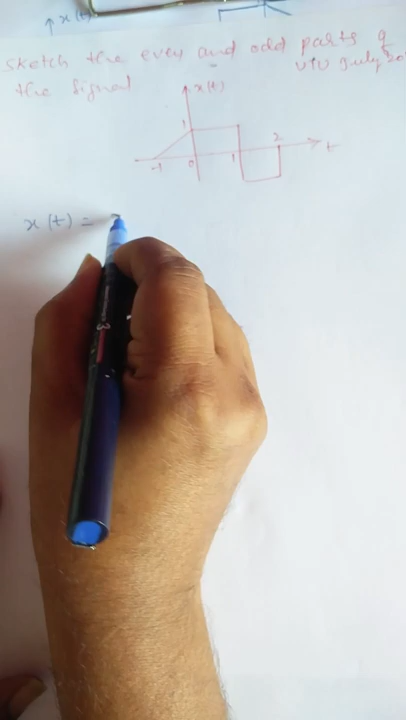 x(t)
Sketch the even and odd parts of
the signal
VTU July 20
x(t)
1
-1 0 1 2 t
x(t) =